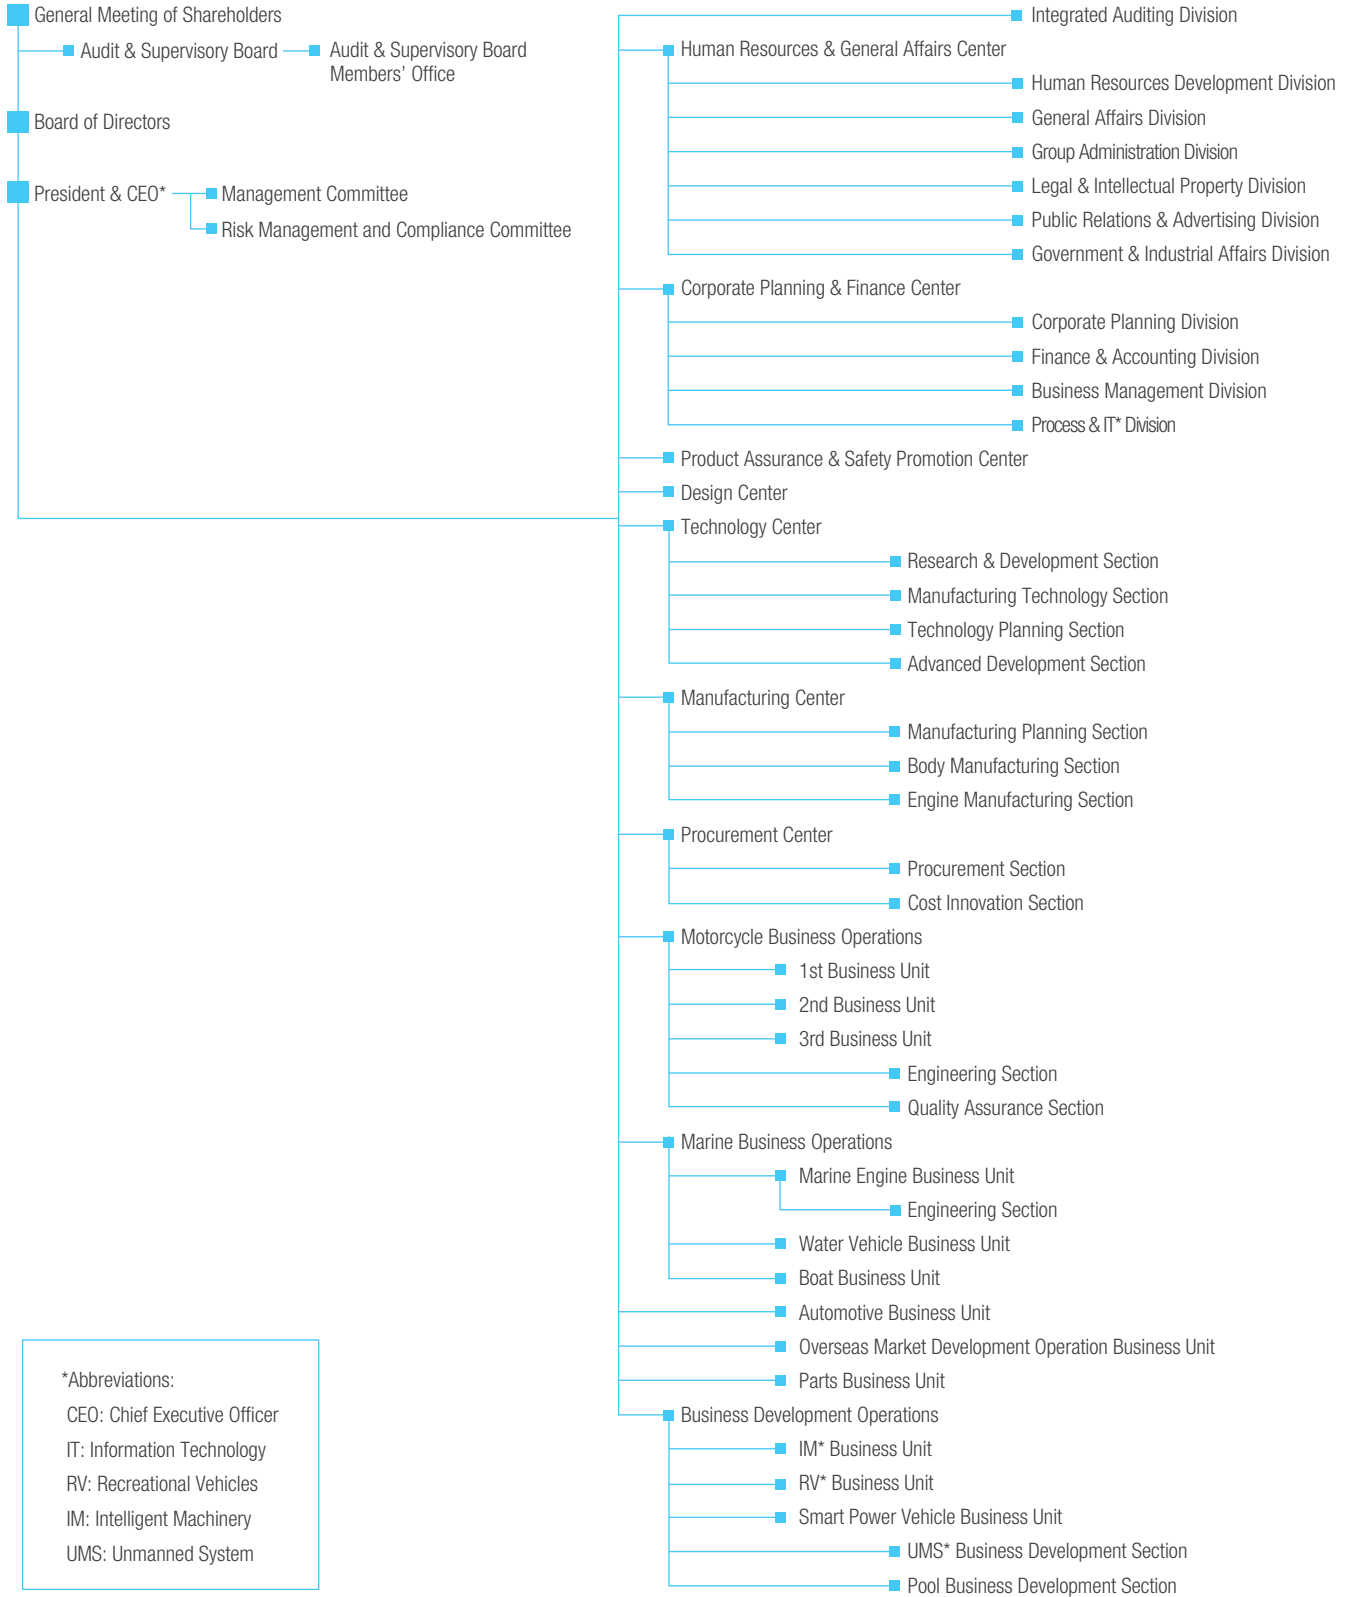 General Meeting of Shareholders
Audit & Supervisory Board
Audit & Supervisory Board
Members’ Office
Board of Directors
President & CEO*
Management Committee
Risk Management and Compliance Committee
Integrated Auditing Division
Human Resources & General Affairs Center
Human Resources Development Division
General Affairs Division
Group Administration Division
Legal & Intellectual Property Division
Public Relations & Advertising Division
Government & Industrial Affairs Division
Corporate Planning & Finance Center
Corporate Planning Division
Finance & Accounting Division
Business Management Division
Process & IT* Division
Product Assurance & Safety Promotion Center
Design Center
Technology Center
Research & Development Section
Manufacturing Technology Section
Technology Planning Section
Advanced Development Section
Manufacturing Center
Manufacturing Planning Section
Body Manufacturing Section
Engine Manufacturing Section
Procurement Center
Procurement Section
Cost Innovation Section
Motorcycle Business Operations
1st Business Unit
2nd Business Unit
3rd Business Unit
Engineering Section
Quality Assurance Section
Marine Business Operations
Marine Engine Business Unit
Engineering Section
Water Vehicle Business Unit
Boat Business Unit
Automotive Business Unit
Overseas Market Development Operation Business Unit
Parts Business Unit
Business Development Operations
IM* Business Unit
RV* Business Unit
Smart Power Vehicle Business Unit
UMS* Business Development Section
Pool Business Development Section
*Abbreviations:
CEO: Chief Executive Officer
IT: Information Technology
RV: Recreational Vehicles
IM: Intelligent Machinery
UMS: Unmanned System